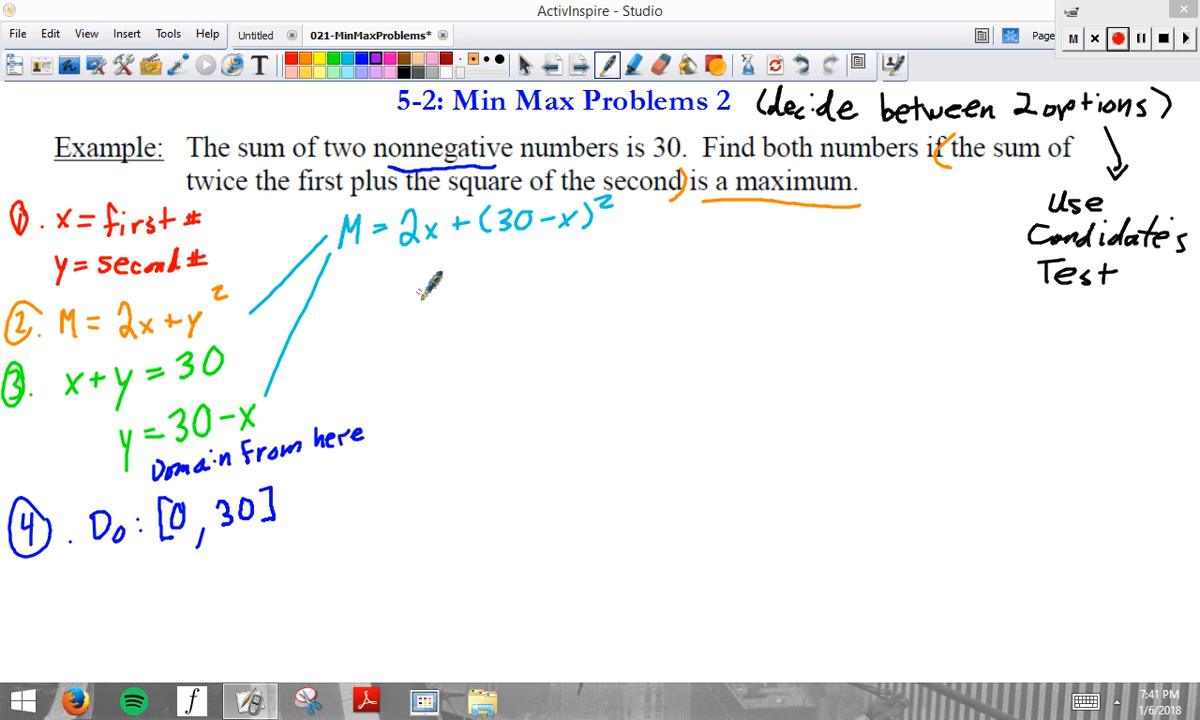 ActivInspire - Studio
File Edit View Insert Tools Help Untitled 021-MinMaxProblems* Page
M
T
5-2: Min Max Problems 2 (decide between 2 options)
Example: The sum of two nonnegative numbers is 30. Find both numbers if the sum of
twice the first plus the square of the second is a maximum.
Use
Candidate's
Test
1. x = first #
y = second #
M = 2x + (30-x)²
2. M = 2x + y²
3. x + y = 30
y = 30 - x
Domain From here
4. Do: [0, 30]
7:41 PM
1/6/2018